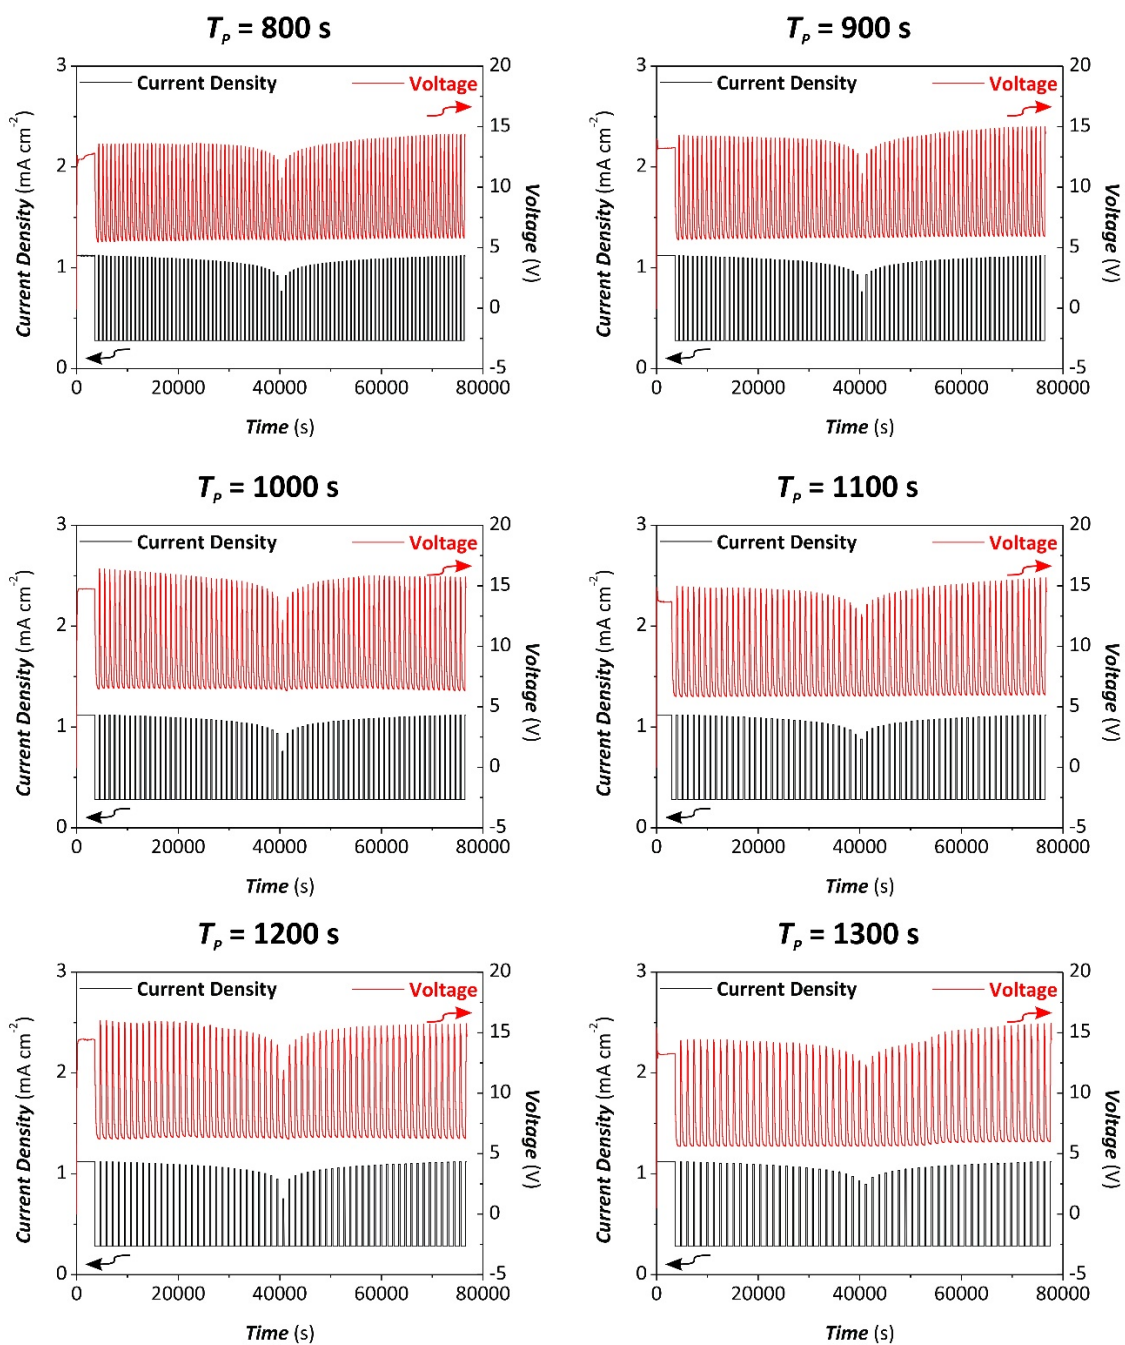 T_P = 800 s
3
2
1
0
Current Density (mA cm⁻²)
Current Density
Voltage
20
15
10
5
0
-5
Voltage (V)
0 20000 40000 60000 80000
Time (s)
T_P = 900 s
3
2
1
0
Current Density (mA cm⁻²)
Current Density
Voltage
20
15
10
5
0
-5
Voltage (V)
0 20000 40000 60000 80000
Time (s)
T_P = 1000 s
3
2
1
0
Current Density (mA cm⁻²)
Current Density
Voltage
20
15
10
5
0
-5
Voltage (V)
0 20000 40000 60000 80000
Time (s)
T_P = 1100 s
3
2
1
0
Current Density (mA cm⁻²)
Current Density
Voltage
20
15
10
5
0
-5
Voltage (V)
0 20000 40000 60000 80000
Time (s)
T_P = 1200 s
3
2
1
0
Current Density (mA cm⁻²)
Current Density
Voltage
20
15
10
5
0
-5
Voltage (V)
0 20000 40000 60000 80000
Time (s)
T_P = 1300 s
3
2
1
0
Current Density (mA cm⁻²)
Current Density
Voltage
20
15
10
5
0
-5
Voltage (V)
0 20000 40000 60000 80000
Time (s)